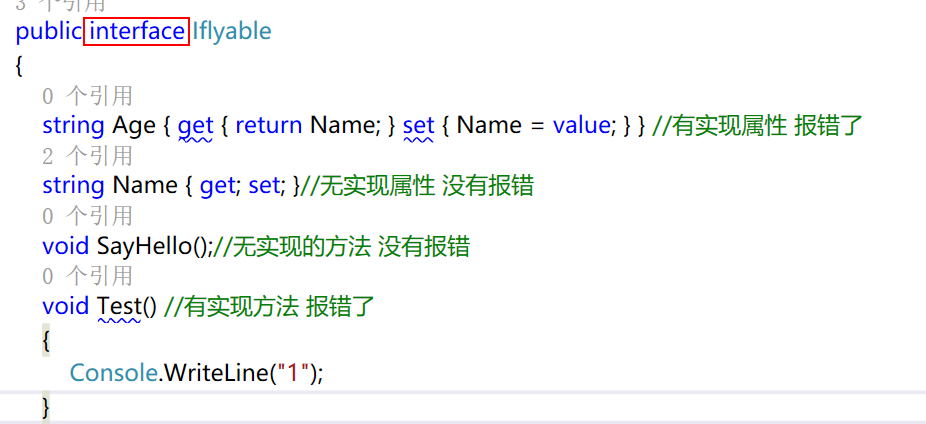 3 个引用
public interface Iflyable
{
0 个引用
string Age { get { return Name; } set { Name = value; } } //有实现属性 报错了
2 个引用
string Name { get; set; }//无实现属性 没有报错
0 个引用
void SayHello();//无实现的方法 没有报错
0 个引用
void Test() //有实现方法 报错了
{
Console.WriteLine("1");
}